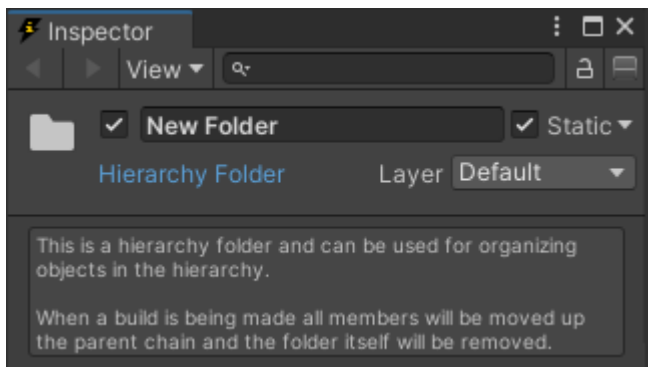 Inspector
View
New Folder Static
Hierarchy Folder Layer Default
This is a hierarchy folder and can be used for organizing
objects in the hierarchy.
When a build is being made all members will be moved up
the parent chain and the folder itself will be removed.